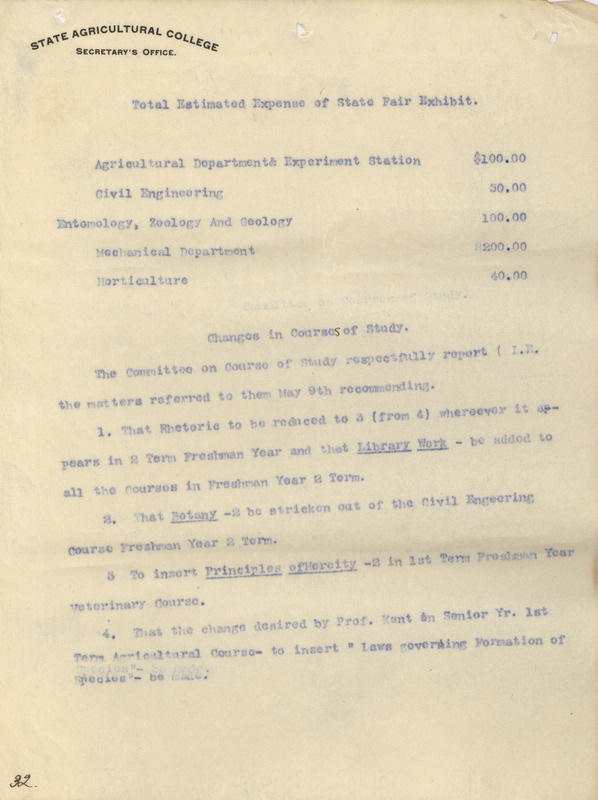 STATE AGRICULTURAL COLLEGE
SECRETARY'S OFFICE.
Total Estimated Expense of State Fair Exhibit.
Agricultural Department& Experiment Station $100.00
Civil Engineering 50.00
Entomology, Zoology And Geology 100.00
Mechanical Department 200.00
Horticulture 40.00
Committee on Courses of Study.
Changes in Courses of Study.
The Committee on Course of Study respectfully report ( I.E.
the matters referred to them May 9th recommending.
1. That Rhetoric to be reduced to 3 (from 4) whereever it ap-
pears in 2 Term Freshman Year and that Library Work - be added to
all the Courses in Freshman Year 2 Term.
2. That Botany -2 be stricken out of the Civil Engeering
Course Freshman Year 2 Term.
3 To insert Principles ofHereity -2 in 1st Term Freshman Year
Veterinary Course.
4. That the change desired by Prof. Kent in Senior Yr. 1st
Term Agricultural Course- to insert " Laws governing Formation of
Species"- be made.
32.